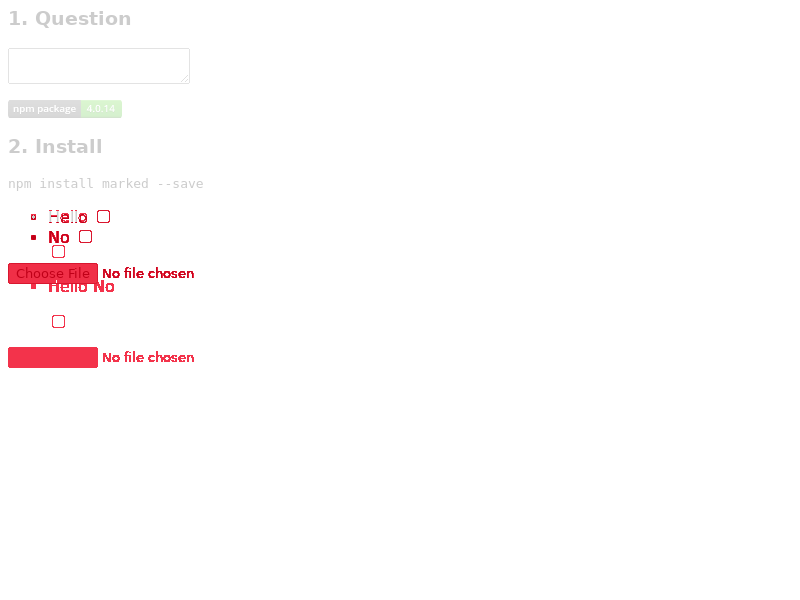 1. Question
npm package 4.0.14
2. Install
npm install marked --save
Hello
No
Choose File No file chosen
Hello No
No file chosen